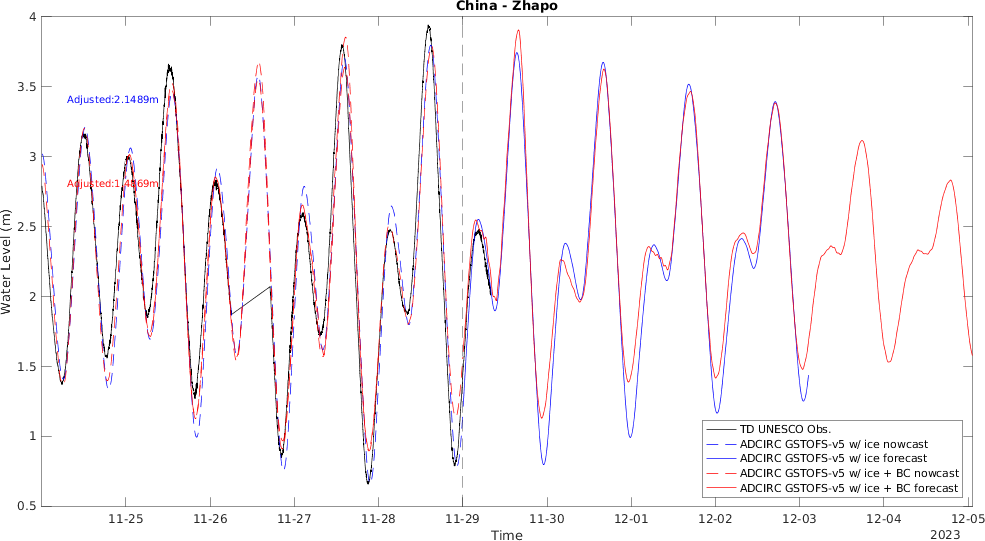 China - Zhapo
Water Level (m)
4
3.5
3
2.5
2
1.5
1
0.5
Adjusted:2.1489m
Adjusted:1.4869m
TD UNESCO Obs.
ADCIRC GSTOFS-v5 w/ ice nowcast
ADCIRC GSTOFS-v5 w/ ice forecast
ADCIRC GSTOFS-v5 w/ ice + BC nowcast
ADCIRC GSTOFS-v5 w/ ice + BC forecast
11-25 11-26 11-27 11-28 11-29 11-30 12-01 12-02 12-03 12-04 12-05
Time
2023